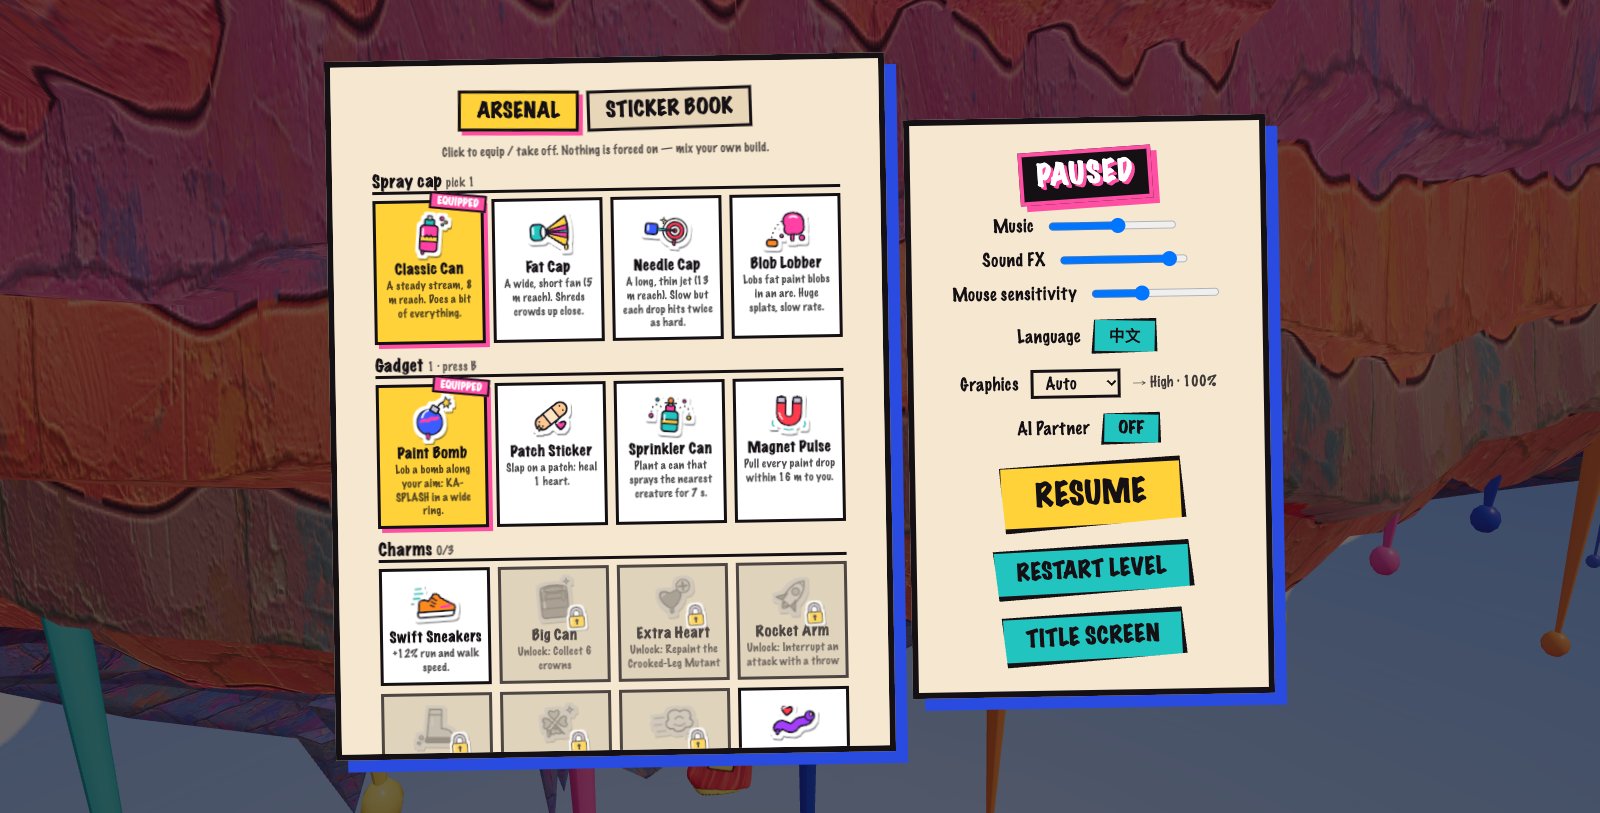 ARSENAL
STICKER BOOK
Click to equip / take off. Nothing is forced on — mix your own build.
Spray cap pick 1
EQUIPPED
Classic Can
A steady stream, 8
m reach. Does a bit
of everything.
Fat Cap
A wide, short fan (5
m reach). Shreds
crowds up close.
Needle Cap
A long, thin jet (13
m reach). Slow but
each drop hits twice
as hard.
Blob Lobber
Lobs fat paint blobs
in an arc. Huge
splats, slow rate.
Gadget 1 · press B
EQUIPPED
Paint Bomb
Lob a bomb along
your aim: KA-
SPLASH in a wide
ring.
Patch Sticker
Slap on a patch: heal
1 heart.
Sprinkler Can
Plant a can that
sprays the nearest
creature for 7 s.
Magnet Pulse
Pull every paint drop
within 16 m to you.
Charms 0/3
Swift Sneakers
+12% run and walk
speed.
Big Can
Unlock: Collect 6
crowns
Extra Heart
Unlock: Repaint the
Crooked-Leg Mutant
Rocket Arm
Unlock: Interrupt an
attack with a throw
PAUSED
Music
Sound FX
Mouse sensitivity
Language 中文
Graphics Auto → High · 100%
AI Partner OFF
RESUME
RESTART LEVEL
TITLE SCREEN